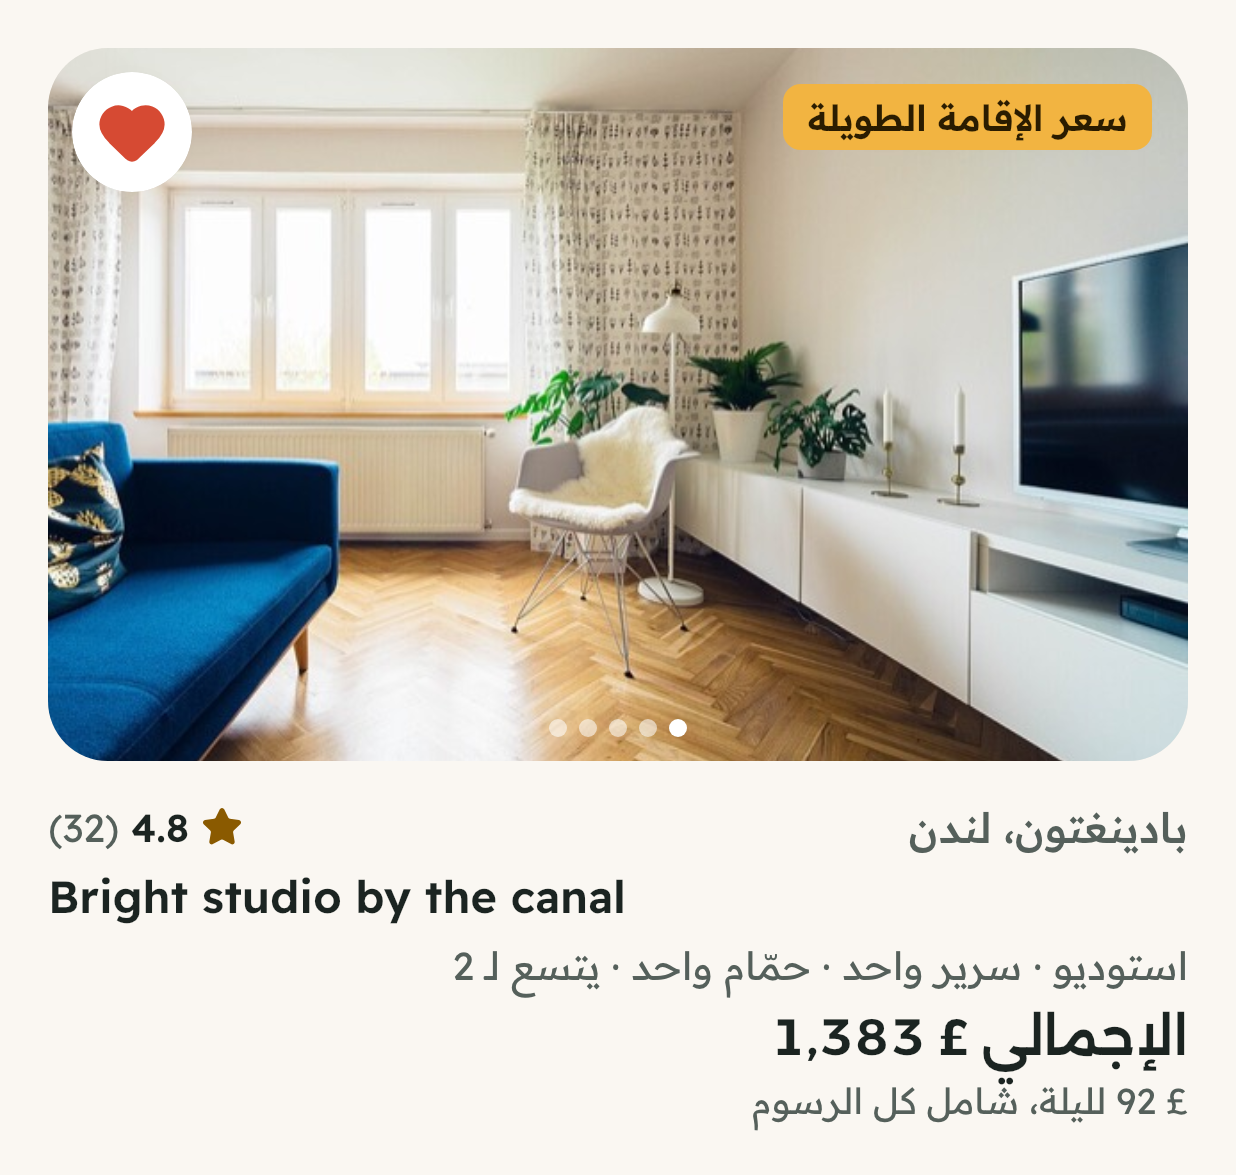 سعر الإقامة الطويلة
بادينغتون، لندن
4.8 (32)
Bright studio by the canal
استوديو · سرير واحد · حمّام واحد · يتسع لـ 2
الإجمالي £ 1,383
£ 92 لليلة، شامل كل الرسوم